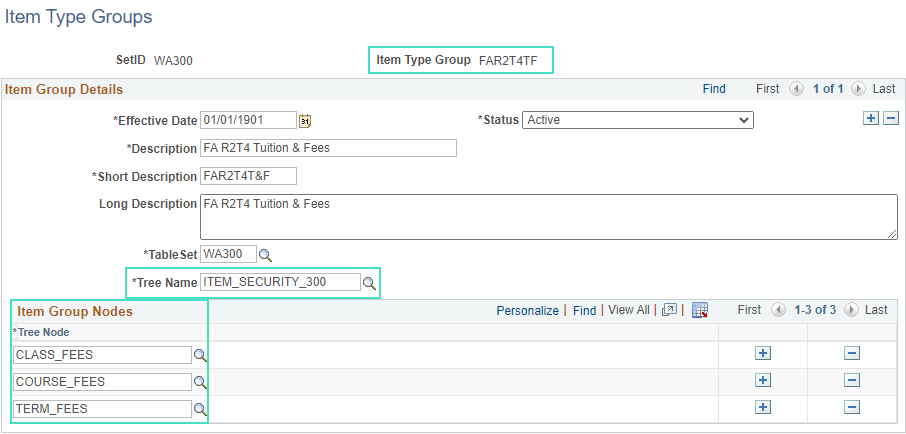 Item Type Groups
SetID WA300 Item Type Group FAR2T4TF
Item Group Details Find First 1 of 1 Last
*Effective Date 01/01/1901 31 *Status Active
*Description FA R2T4 Tuition & Fees
*Short Description FAR2T4T&F
Long Description FA R2T4 Tuition & Fees
*TableSet WA300
*Tree Name ITEM_SECURITY_300
Item Group Nodes Personalize | Find | View All | | First 1-3 of 3 Last
*Tree Node
CLASS_FEES
COURSE_FEES
TERM_FEES